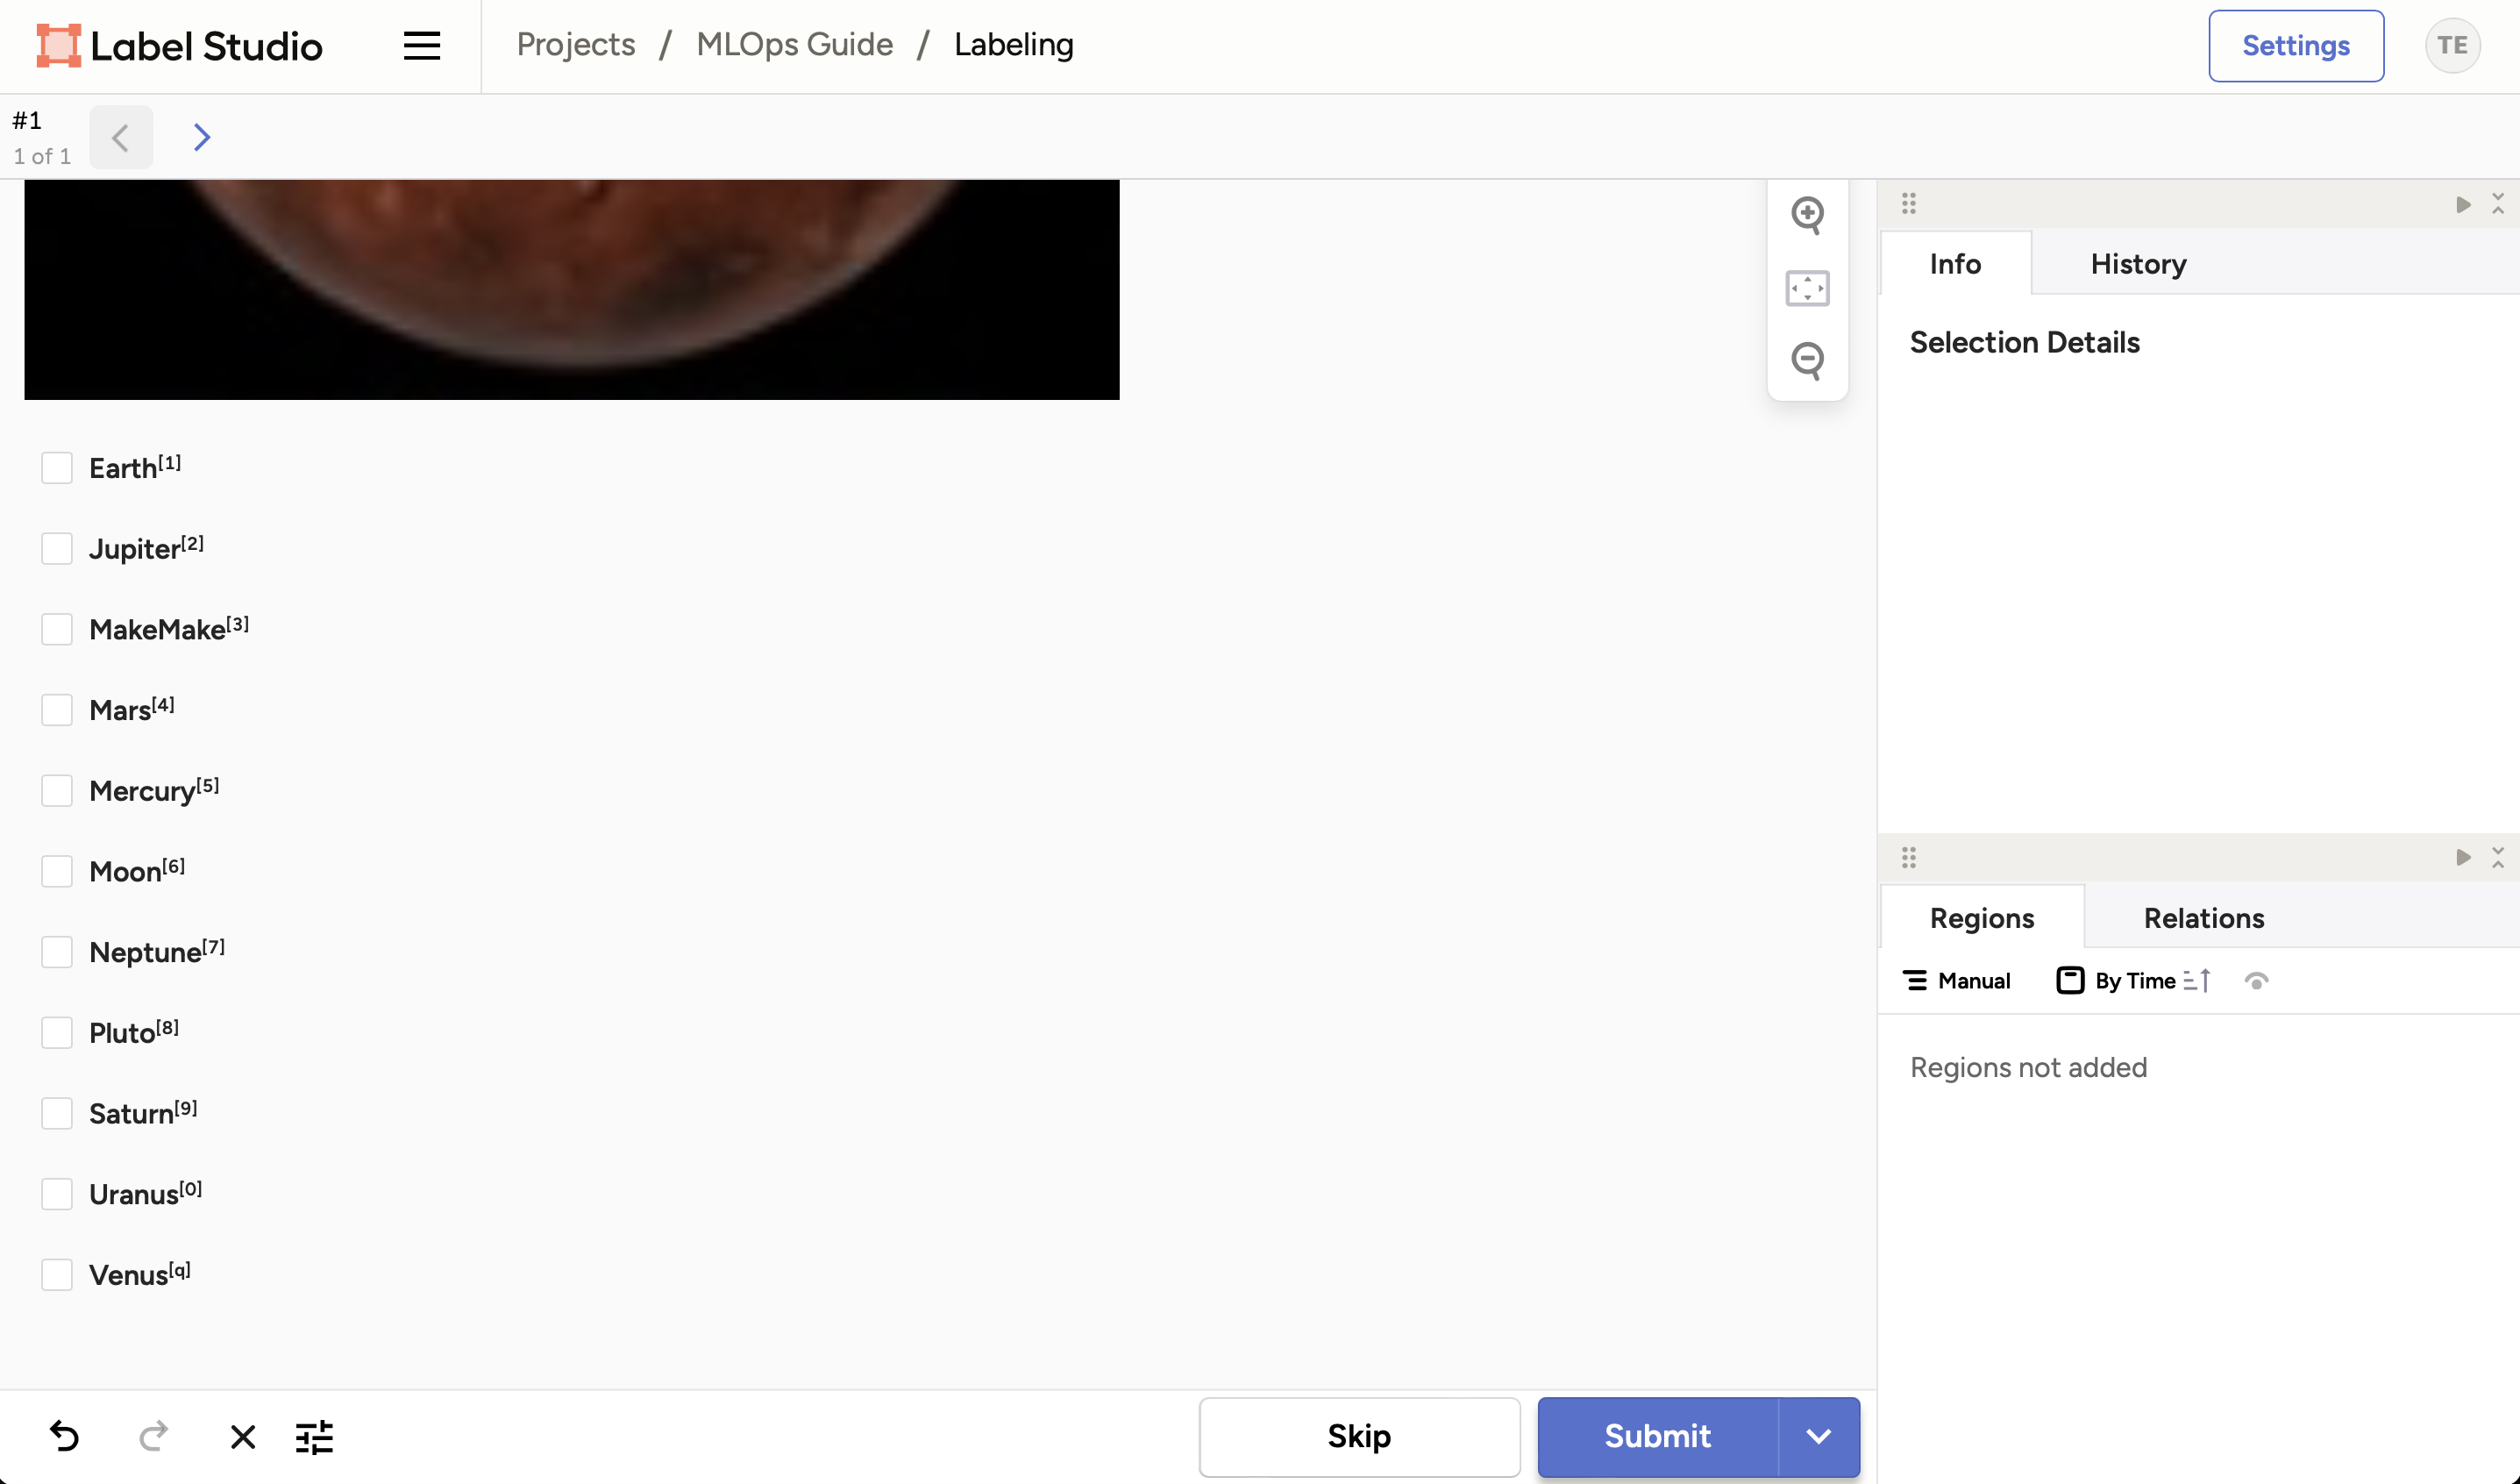 Label Studio
Projects / MLOps Guide / Labeling
Settings
TE
#1
1 of 1
Earth[1]
Jupiter[2]
MakeMake[3]
Mars[4]
Mercury[5]
Moon[6]
Neptune[7]
Pluto[8]
Saturn[9]
Uranus[0]
Venus[q]
Skip
Submit
Info
History
Selection Details
Regions
Relations
Manual
By Time
Regions not added